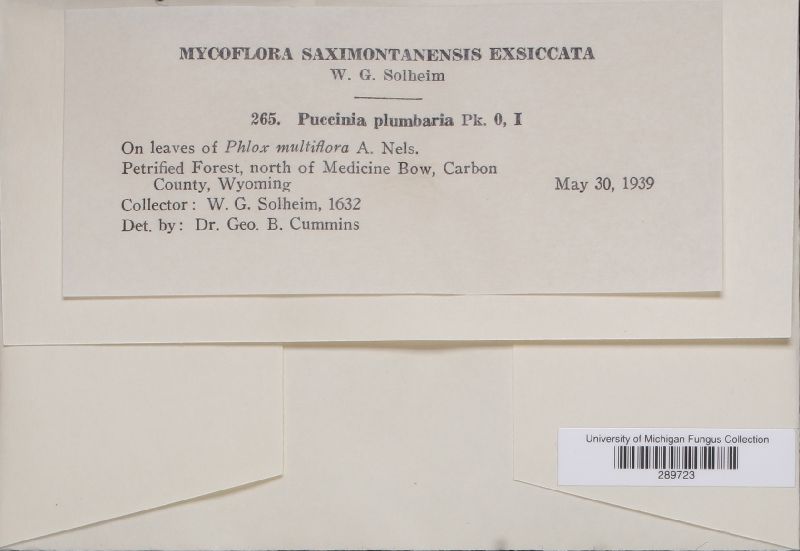 MYCOFLORA SAXIMONTANENSIS EXSICCATA
W. G. Solheim
265. Puccinia plumbaria Pk. 0, I
On leaves of Phlox multiflora A. Nels.
Petrified Forest, north of Medicine Bow, Carbon
County, Wyoming May 30, 1939
Collector: W. G. Solheim, 1632
Det. by: Dr. Geo. B. Cummins
University of Michigan Fungus Collection
289723